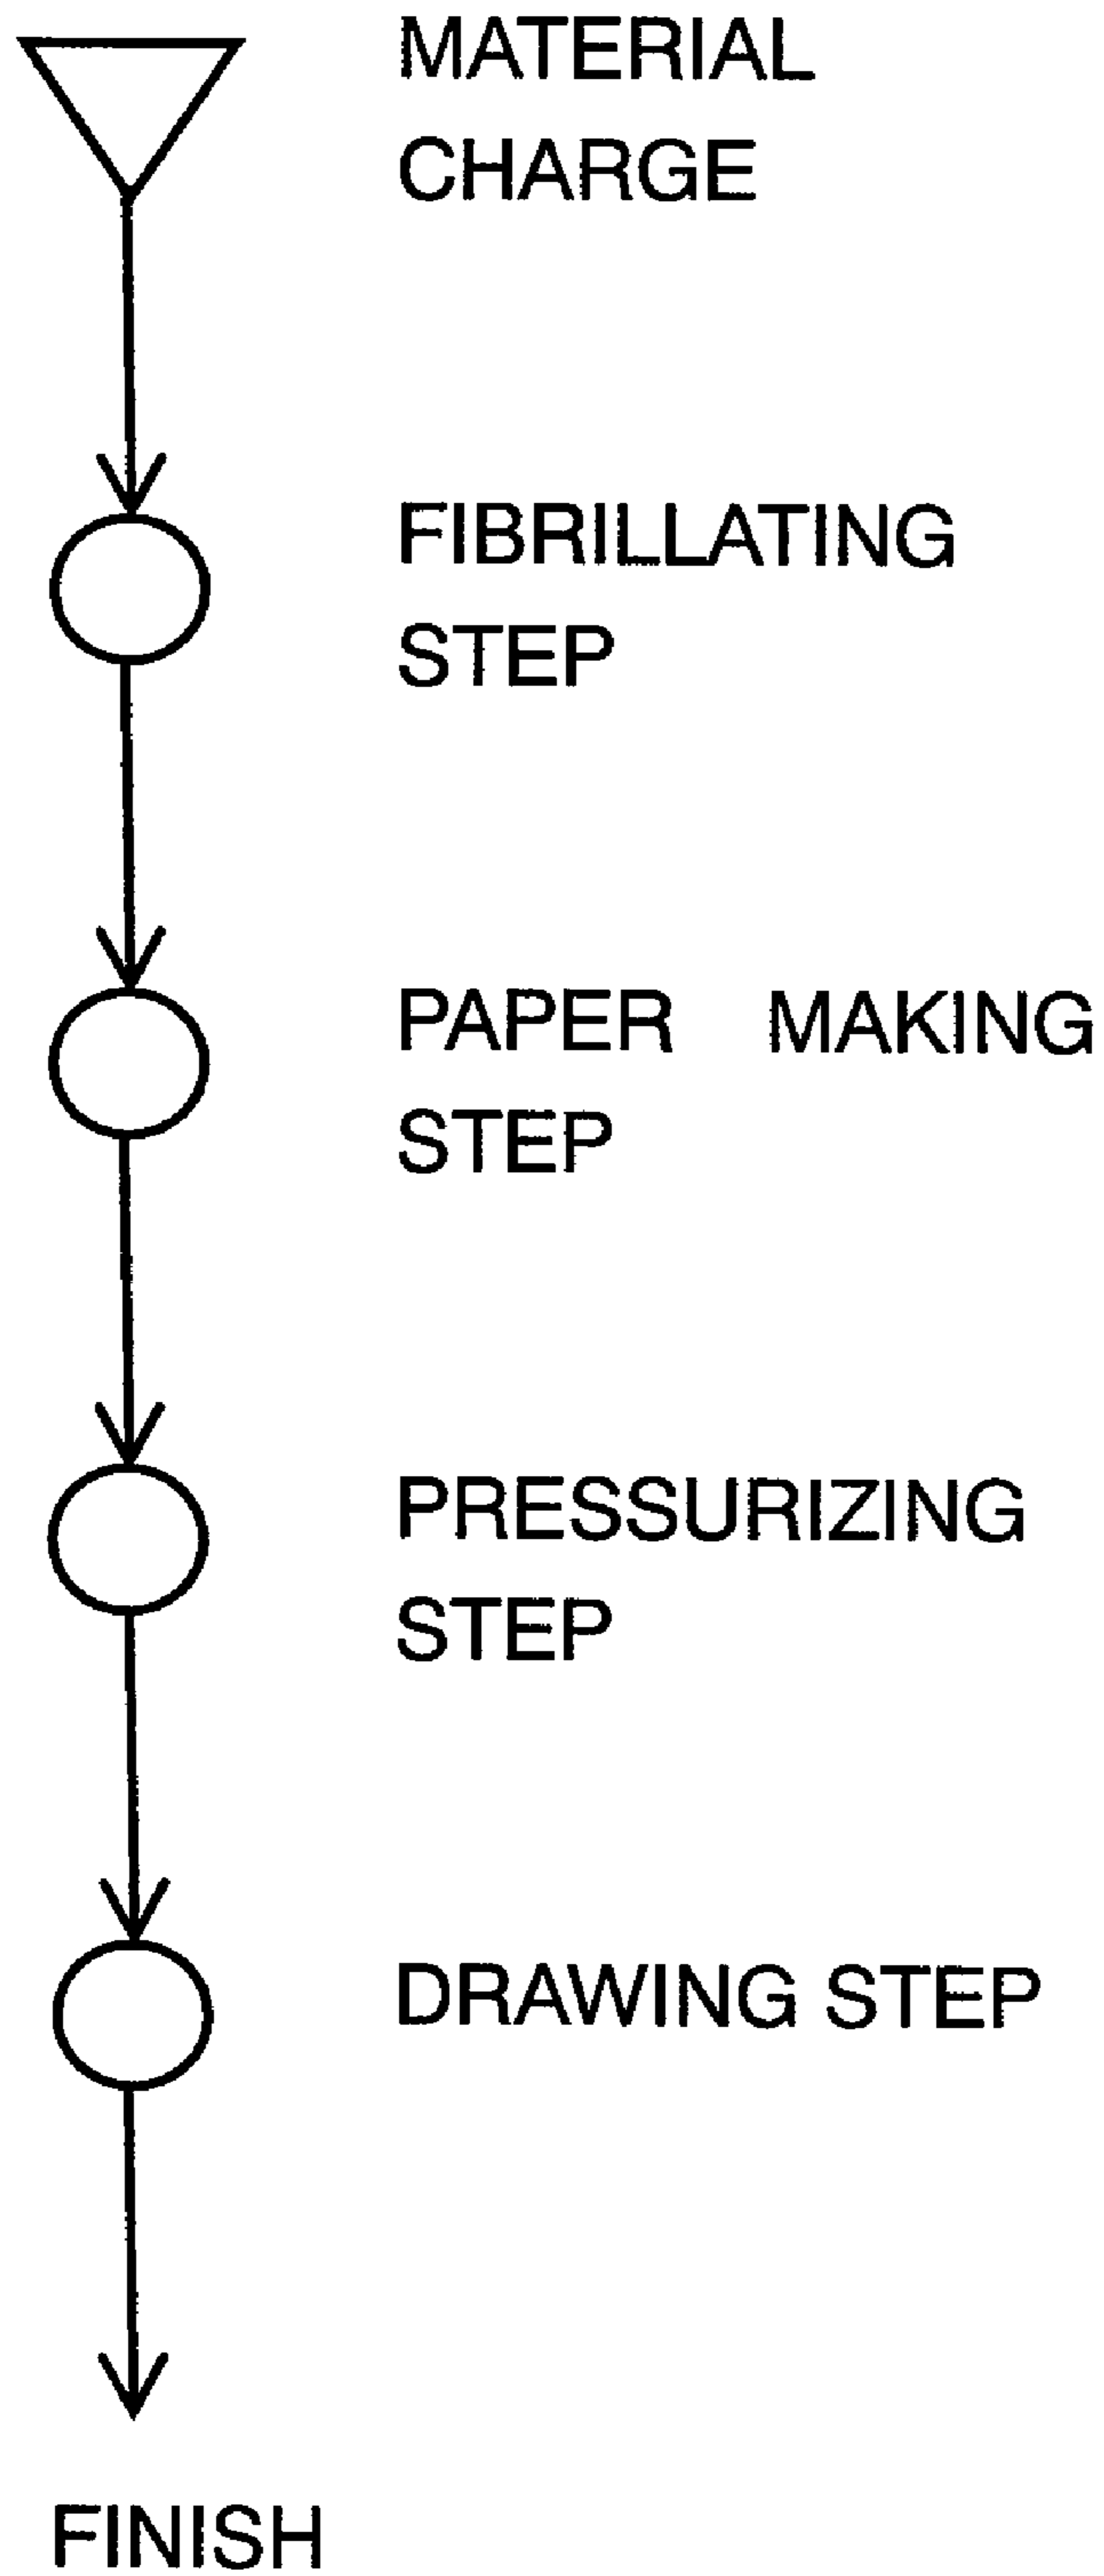 MATERIAL
CHARGE
FIBRILLATING
STEP
PAPER MAKING
STEP
PRESSURIZING
STEP
DRAWING STEP
FINISH